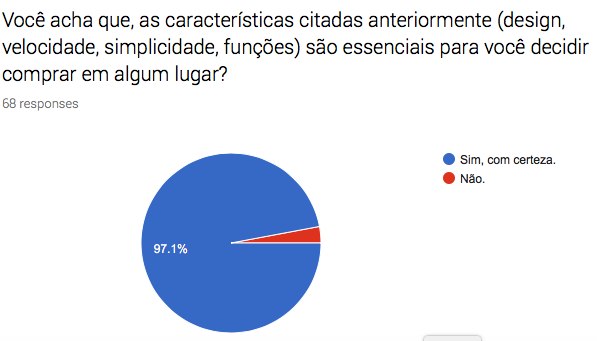 Você acha que, as características citadas anteriormente (design,
velocidade, simplicidade, funções) são essenciais para você decidir
comprar em algum lugar?
68 responses
Sim, com certeza.
Não.
97.1%